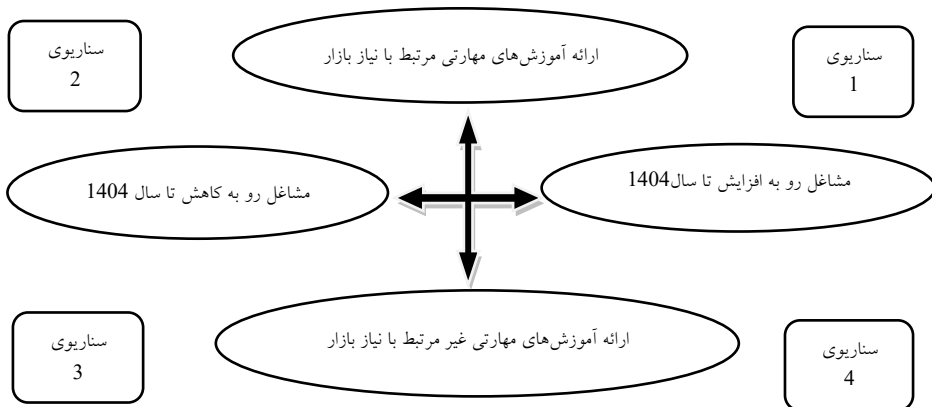 سناریوی
1
ارائه آموزش‌های مهارتی مرتبط با نیاز بازار
سناریوی
2
مشاغل رو به افزایش تا سال1404
مشاغل رو به کاهش تا سال 1404
سناریوی
4
ارائه آموزش‌های مهارتی غیر مرتبط با نیاز بازار
سناریوی
3